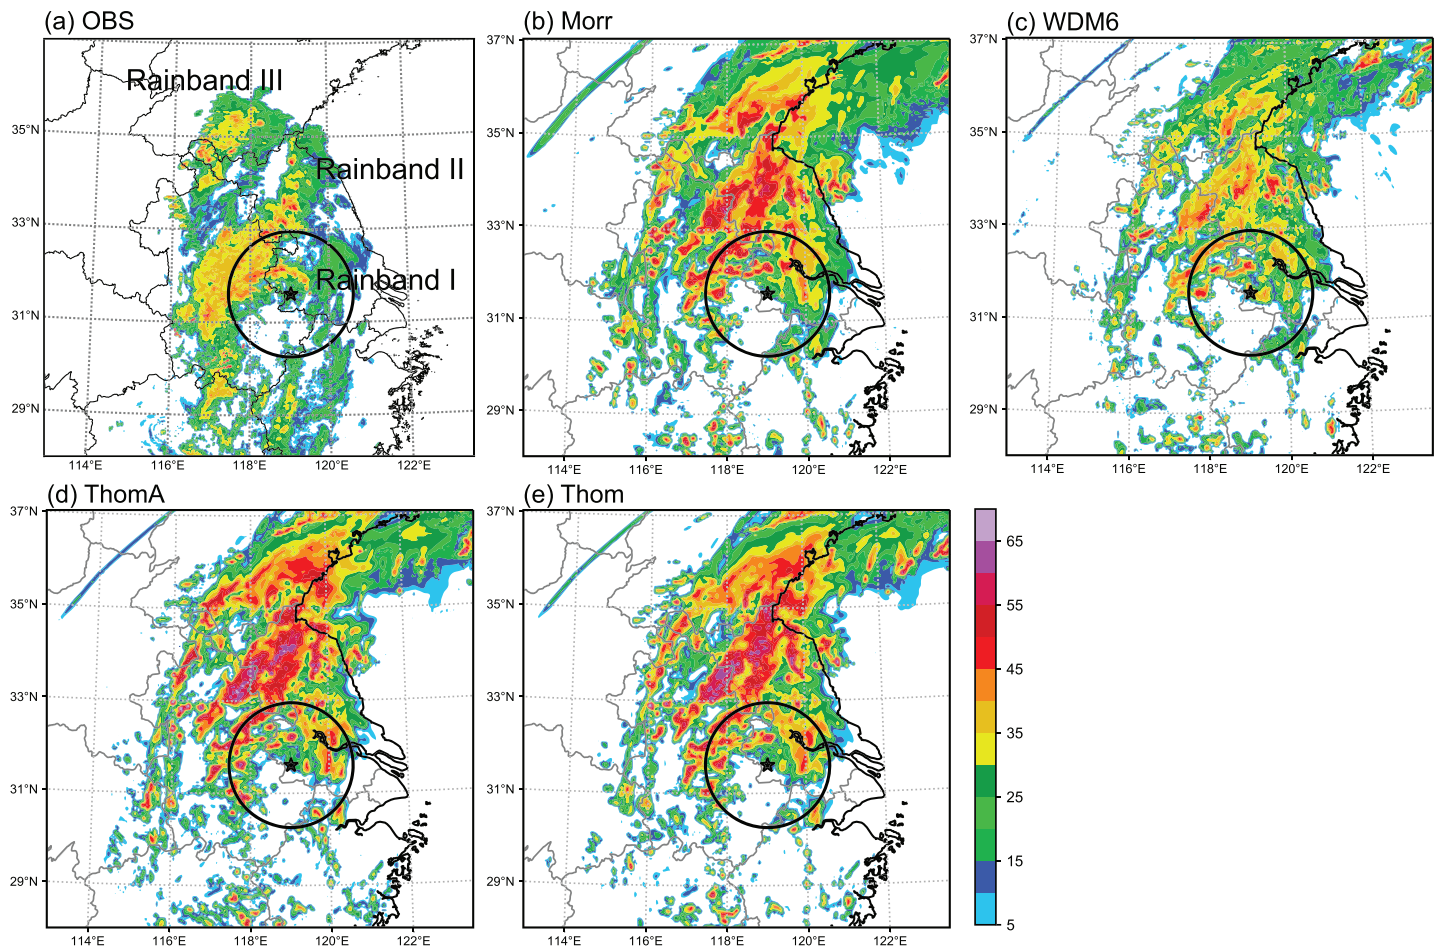 (a) OBS
(b) Morr
(c) WDM6
Rainband III
Rainband II
Rainband I
35°N
33°N
31°N
29°N
114°E 116°E 118°E 120°E 122°E
37°N
35°N
33°N
31°N
29°N
114°E 116°E 118°E 120°E 122°E
37°N
35°N
33°N
31°N
29°N
114°E 116°E 118°E 120°E 122°E
(d) ThomA
(e) Thom
37°N
35°N
33°N
31°N
29°N
114°E 116°E 118°E 120°E 122°E
37°N
35°N
33°N
31°N
29°N
114°E 116°E 118°E 120°E 122°E
65
55
45
35
25
15
5